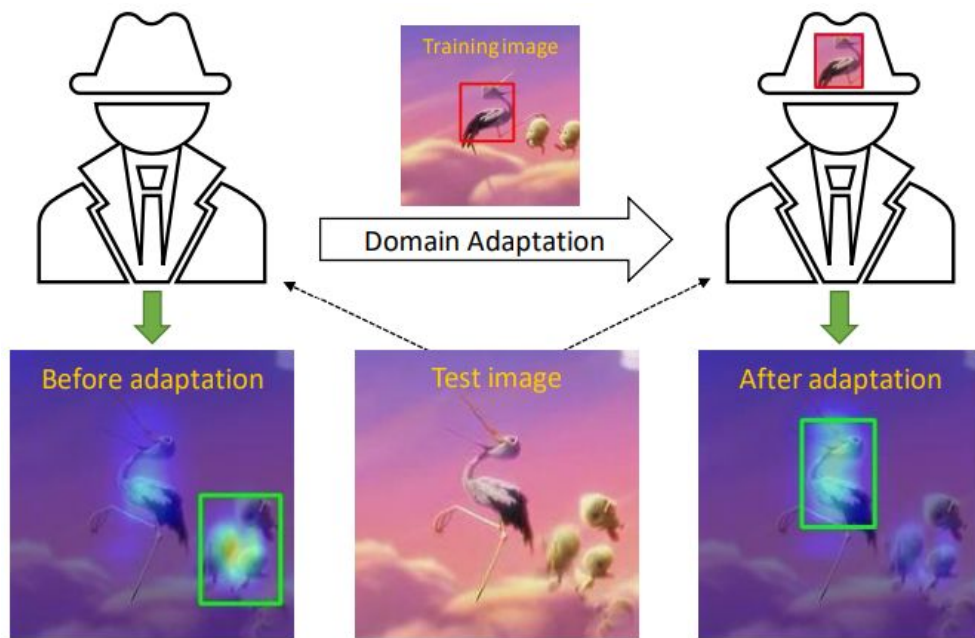 Training image
Domain Adaptation
Before adaptation
Test image
After adaptation